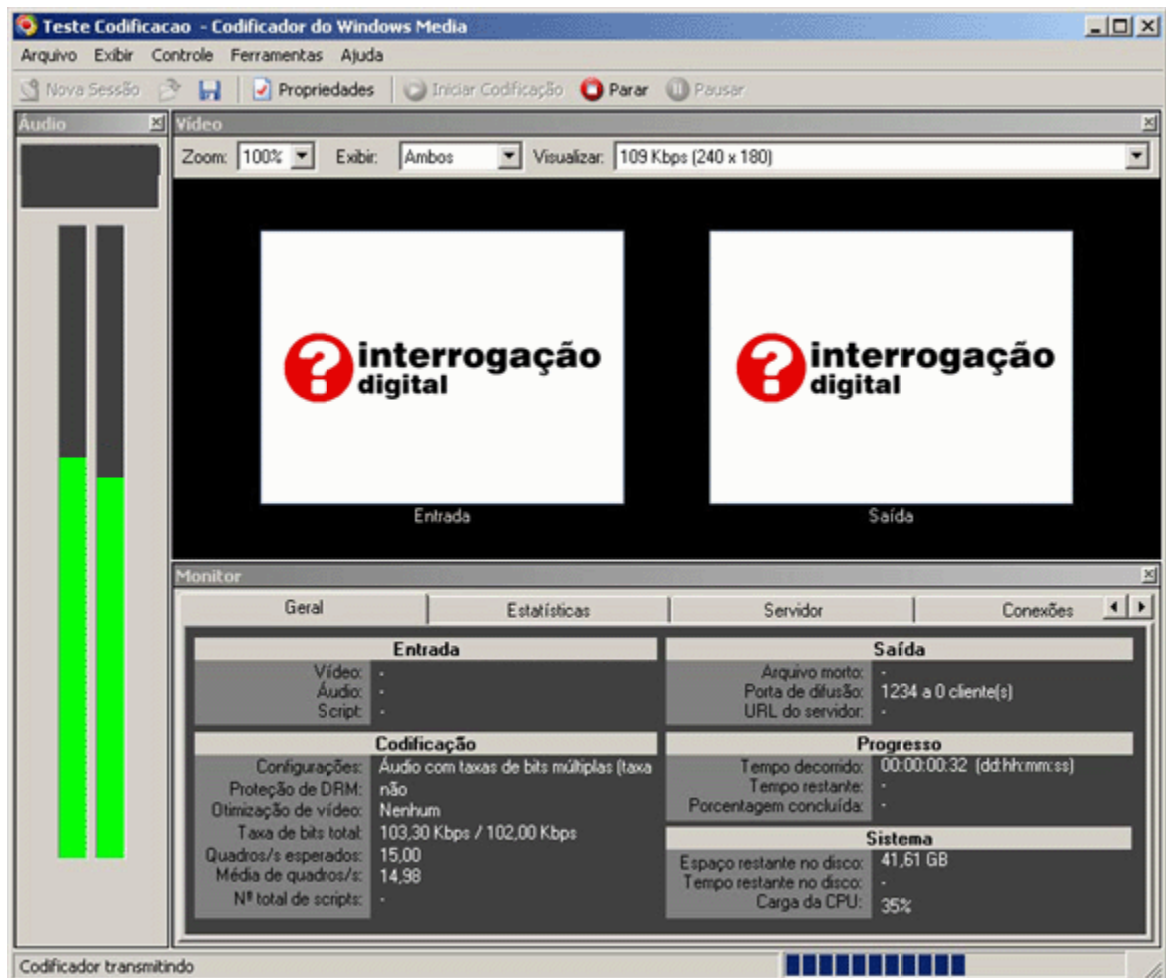 Teste Codificacao - Codificador do Windows Media
Arquivo Exibir Controle Ferramentas Ajuda
Nova Sessão Propriedades Iniciar Codificação Parar Pausar
Áudio
Vídeo
Zoom: 100% Exibir: Ambos Visualizar: 109 Kbps (240 x 180)
? interrogação
digital
Entrada
? interrogação
digital
Saída
Monitor
Geral Estatísticas Servidor Conexões
Entrada
Vídeo: -
Áudio: -
Script: -
Codificação
Configurações: Áudio com taxas de bits múltiplas (taxa
Proteção de DRM: não
Otimização de vídeo: Nenhum
Taxa de bits total: 103,30 Kbps / 102,00 Kbps
Quadros/s esperados: 15,00
Média de quadros/s: 14,98
Nº total de scripts: -
Saída
Arquivo morto: -
Porta de difusão: 1234 a 0 cliente(s)
URL do servidor: -
Progresso
Tempo decorrido: 00:00:00:32 (dd:hh:mm:ss)
Tempo restante: -
Porcentagem concluída: -
Sistema
Espaço restante no disco: 41,61 GB
Tempo restante no disco: -
Carga da CPU: 35%
Codificador transmitindo